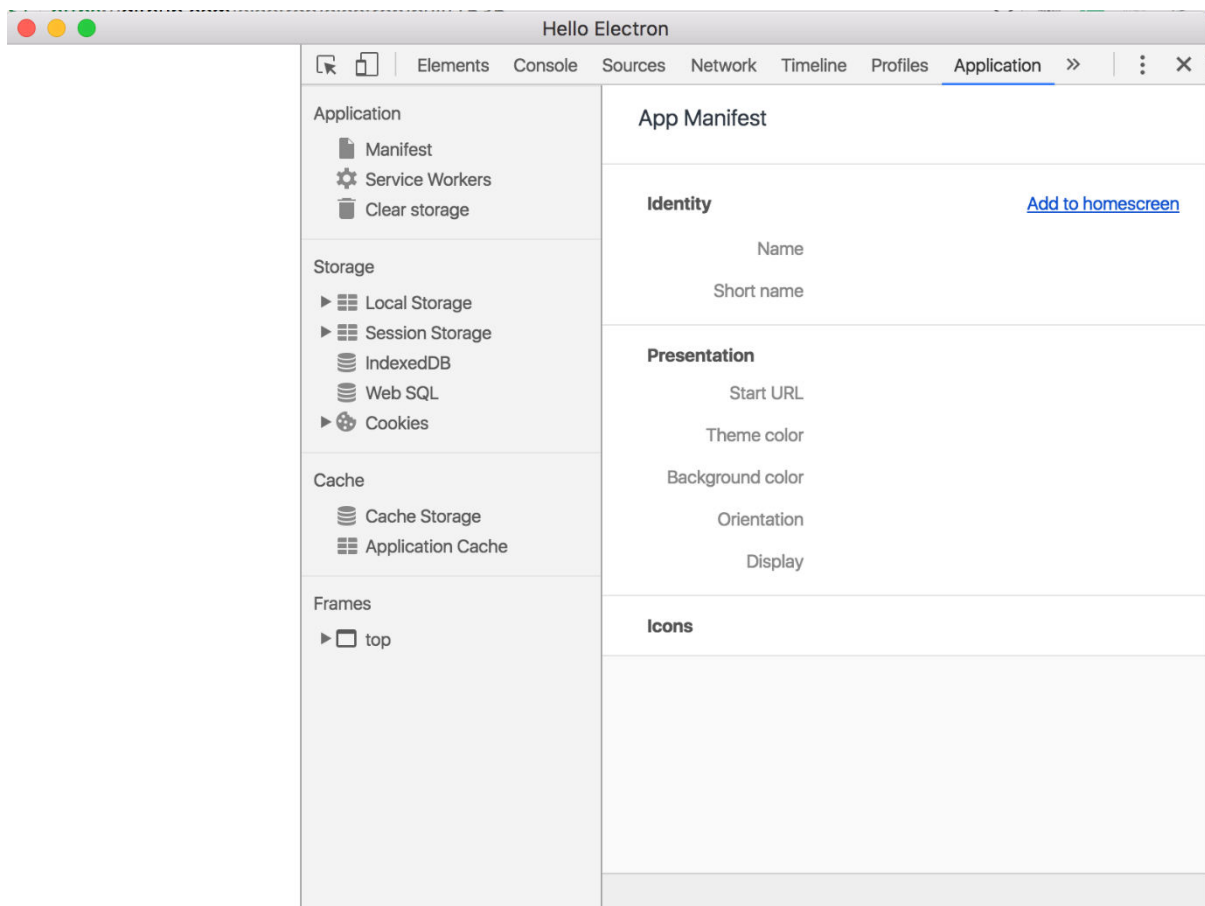 Hello Electron
Elements Console Sources Network Timeline Profiles Application »
Application
Manifest
Service Workers
Clear storage
Storage
Local Storage
Session Storage
IndexedDB
Web SQL
Cookies
Cache
Cache Storage
Application Cache
Frames
top
App Manifest
Identity Add to homescreen
Name
Short name
Presentation
Start URL
Theme color
Background color
Orientation
Display
Icons